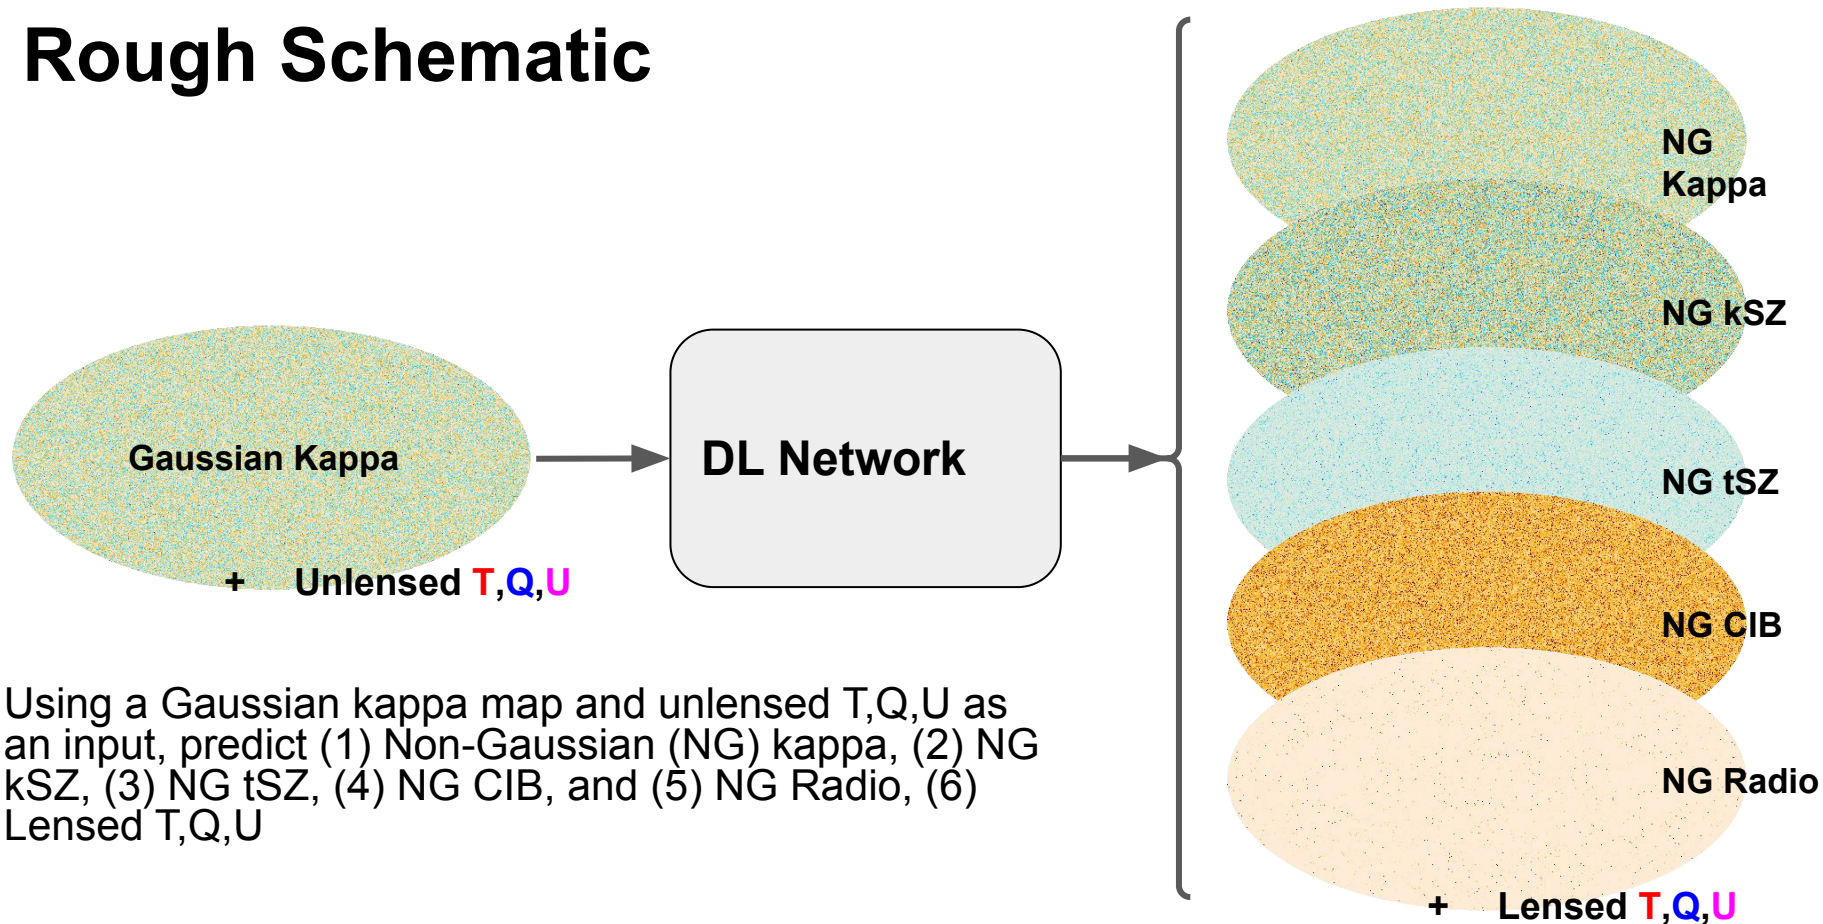 Rough Schematic
Gaussian Kappa
+ Unlensed T,Q,U
DL Network
NG
Kappa
NG kSZ
NG tSZ
NG CIB
NG Radio
+ Lensed T,Q,U
Using a Gaussian kappa map and unlensed T,Q,U as
an input, predict (1) Non-Gaussian (NG) kappa, (2) NG
kSZ, (3) NG tSZ, (4) NG CIB, and (5) NG Radio, (6)
Lensed T,Q,U